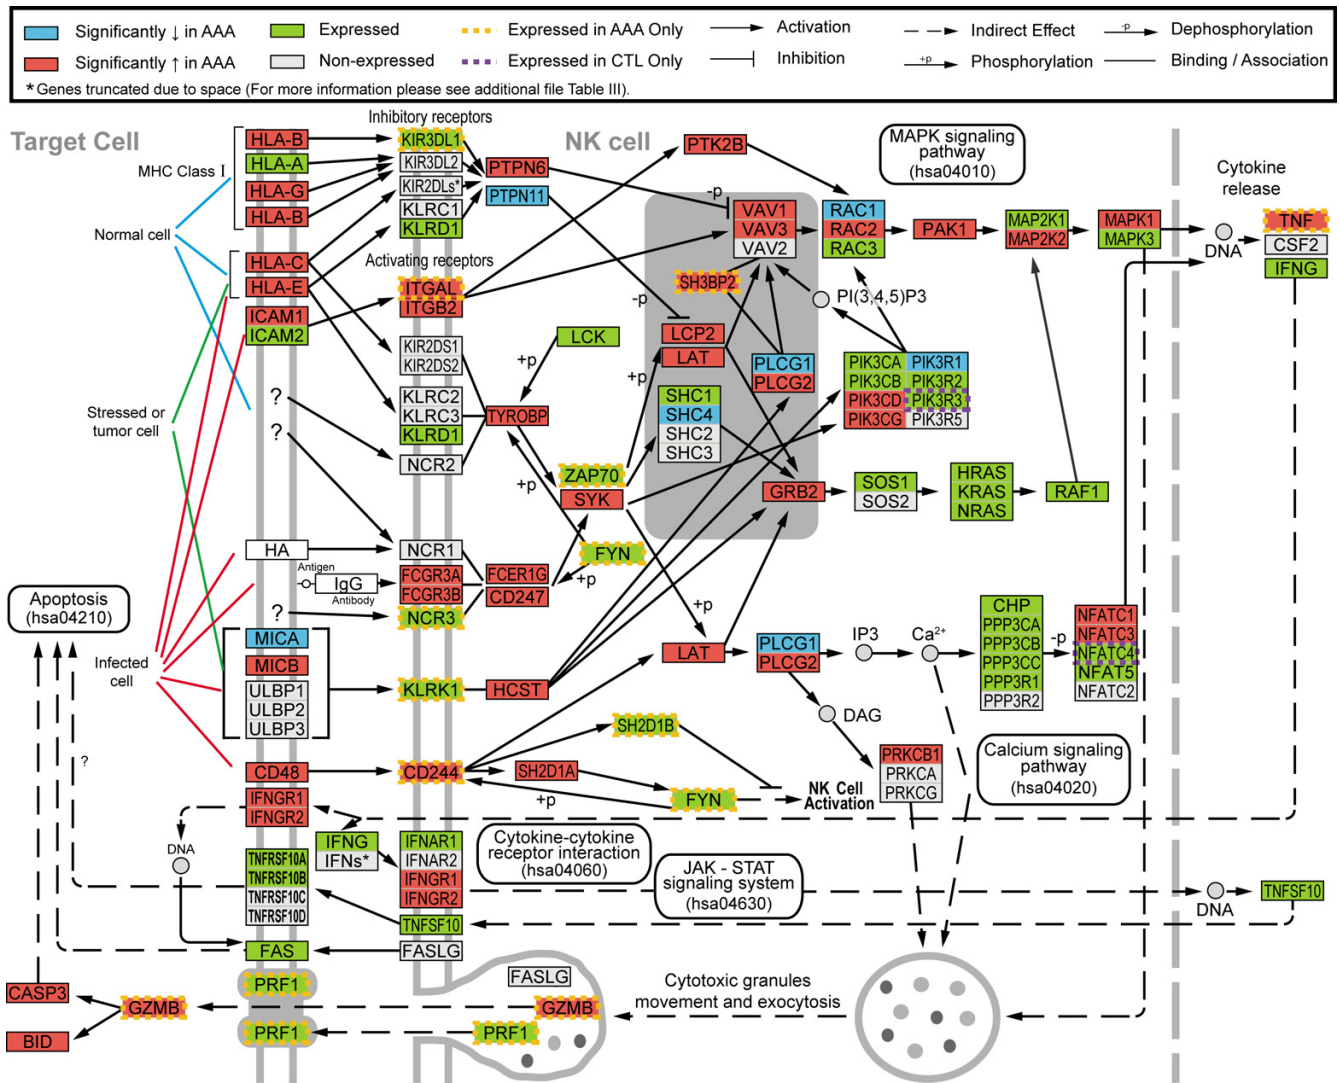 Significantly ↓ in AAA
Expressed
Expressed in AAA Only
Activation
Indirect Effect
-p
Dephosphorylation
Significantly ↑ in AAA
Non-expressed
Expressed in CTL Only
Inhibition
+p
Phosphorylation
Binding / Association
* Genes truncated due to space (For more information please see additional file Table III).
Target Cell
Inhibitory receptors
NK cell
MAPK signaling
pathway
(hsa04010)
Cytokine
release
MHC Class I
HLA-B
HLA-A
HLA-G
HLA-B
KIR3DL1
KIR3DL2
KIR2DLs*
KLRC1
KLRD1
PTPN6
PTPN11
PTK2B
-p
VAV1
VAV3
VAV2
RAC1
RAC2
RAC3
PAK1
MAP2K1
MAP2K2
MAPK1
MAPK3
DNA
TNF
CSF2
IFNG
Normal cell
HLA-C
HLA-E
ICAM1
ICAM2
Activating receptors
ITGAL
ITGB2
SH3BP2
PI(3,4,5)P3
-p
LCK
+p
+p
LCP2
LAT
PLCG1
PLCG2
PIK3CA
PIK3R1
PIK3CB
PIK3R2
PIK3CD
PIK3R3
PIK3CG
PIK3R5
KIR2DS1
KIR2DS2
KLRC2
KLRC3
KLRD1
NCR2
TYROBP
SHC1
SHC4
SHC2
SHC3
Stressed or
tumor cell
?
?
ZAP70
SYK
+p
GRB2
SOS1
SOS2
HRAS
KRAS
NRAS
RAF1
HA
NCR1
FYN
+p
Antigen
IgG
Antibody
FCGR3A
FCGR3B
FCER1G
CD247
?
NCR3
Apoptosis
(hsa04210)
+p
MICA
MICB
ULBP1
ULBP2
ULBP3
Infected
cell
KLRK1
HCST
LAT
PLCG1
PLCG2
IP3
Ca2+
CHP
PPP3CA
PPP3CB
PPP3CC
PPP3R1
PPP3R2
-p
NFATC1
NFATC3
NFATC4
NFAT5
NFATC2
DAG
SH2D1B
?
CD48
CD244
SH2D1A
+p
FYN
NK Cell
Activation
PRKCB1
PRKCA
PRKCG
Calcium signaling
pathway
(hsa04020)
IFNGR1
IFNGR2
DNA
IFNG
IFNs*
IFNAR1
IFNAR2
IFNGR1
IFNGR2
Cytokine-cytokine
receptor interaction
(hsa04060)
JAK - STAT
signaling system
(hsa04630)
TNFRSF10A
TNFRSF10B
TNFRSF10C
TNFRSF10D
TNFSF10
DNA
TNFSF10
FAS
FASLG
PRF1
FASLG
CASP3
GZMB
GZMB
Cytotoxic granules
movement and exocytosis
BID
PRF1
PRF1